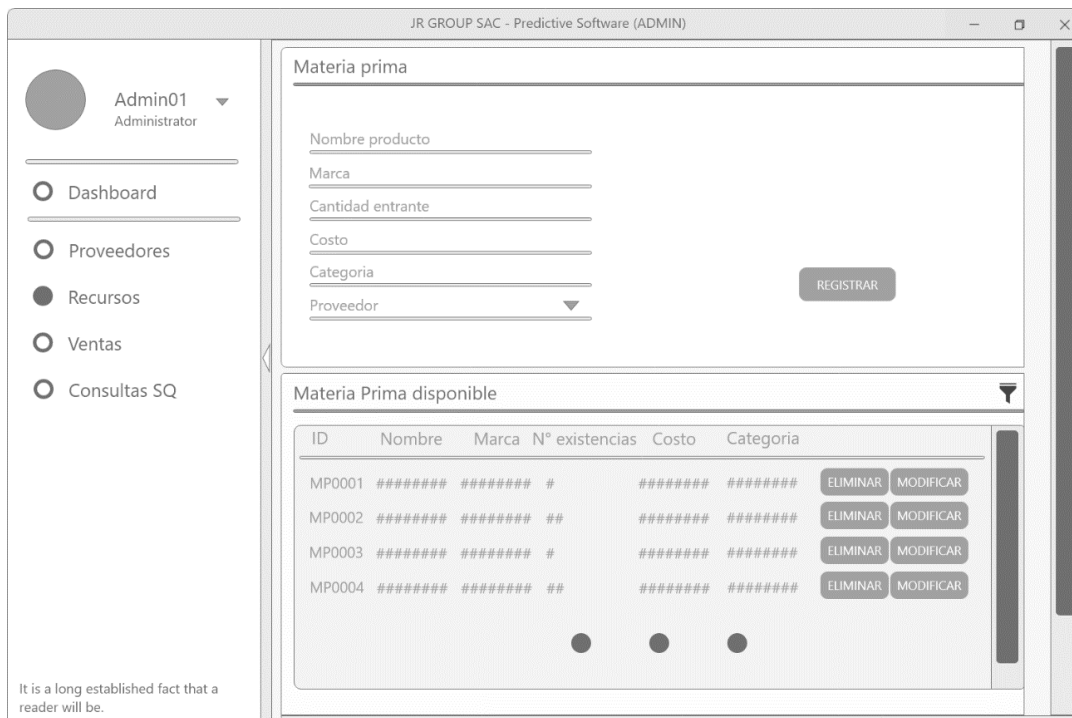 JR GROUP SAC - Predictive Software (ADMIN)
Admin01
Administrator
Dashboard
Proveedores
Recursos
Ventas
Consultas SQ
It is a long established fact that a
reader will be.
Materia prima
Nombre producto
Marca
Cantidad entrante
Costo
Categoria
Proveedor
REGISTRAR
Materia Prima disponible
ID Nombre Marca N° existencias Costo Categoria
MP0001 ######## ######## # ######## ######## ELIMINAR MODIFICAR
MP0002 ######## ######## ## ######## ######## ELIMINAR MODIFICAR
MP0003 ######## ######## # ######## ######## ELIMINAR MODIFICAR
MP0004 ######## ######## ## ######## ######## ELIMINAR MODIFICAR